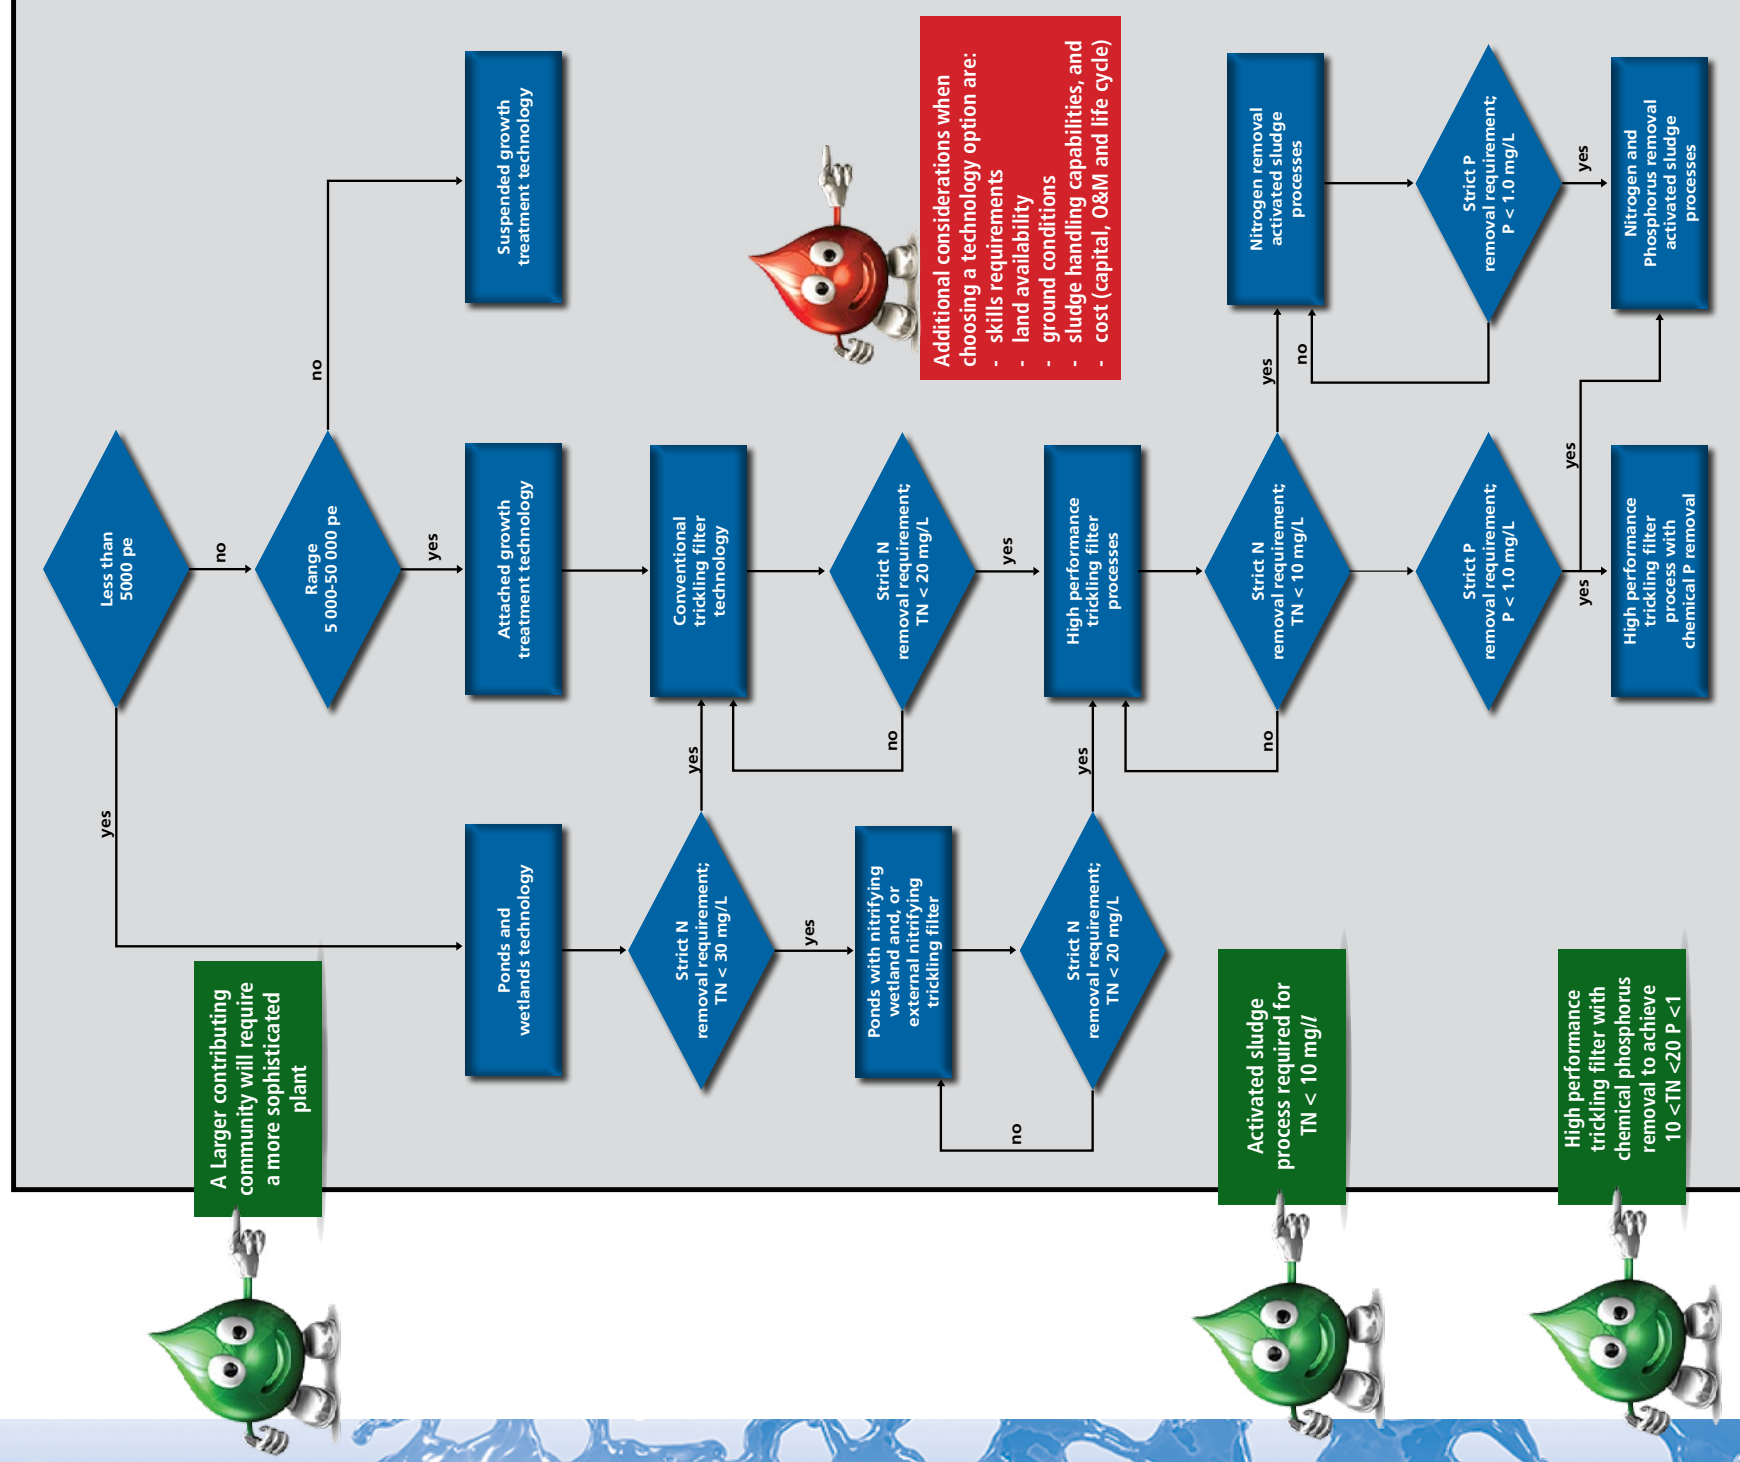 Less than
5000 pe
yes
no
Range
5 000-50 000 pe
no
yes
A Larger contributing
community will require
a more sophisticated
plant
Ponds and
wetlands technology
Attached growth
treatment technology
Suspended growth
treatment technology
Strict N
removal requirement;
TN < 30 mg/L
yes
yes
Conventional
trickling filter
technology
Ponds with nitrifying
wetland and, or
external nitrifying
trickling filter
Strict N
removal requirement;
TN < 20 mg/L
no
yes
Additional considerations when
choosing a technology option are:
- skills requirements
- land availability
- ground conditions
- sludge handling capabilities, and
- cost (capital, O&M and life cycle)
Strict N
removal requirement;
TN < 20 mg/L
no
yes
High performance
trickling filter
processes
Activated sludge
process required for
TN < 10 mg/l
Strict N
removal requirement;
TN < 10 mg/L
no
yes
Nitrogen removal
activated sludge
processes
no
Strict P
removal requirement;
P < 1.0 mg/L
yes
yes
Strict P
removal requirement;
P < 1.0 mg/L
yes
High performance
trickling filter with
chemical phosphorus
removal to achieve
10 <TN <20 P <1
High performance
trickling filter
process with
chemical P removal
Nitrogen and
Phosphorus removal
activated sludge
processes